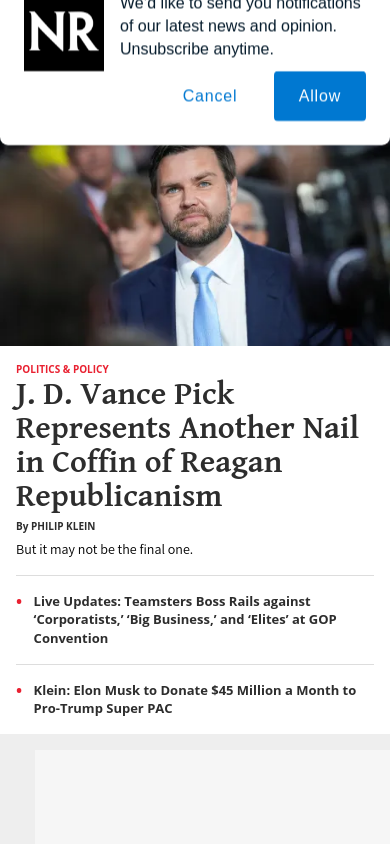 We'd like to send you notifications
NR
of our latest news and opinion.
Unsubscribe anytime.
Cancel
Allow
POLITICS & POLICY
J. D. Vance Pick
Represents Another Nail
in Coffin of Reagan
Republicanism
By PHILIP KLEIN
But it may not be the final one.
Live Updates: Teamsters Boss Rails against
‘Corporatists,’ ‘Big Business,’ and ‘Elites’ at GOP
Convention
Klein: Elon Musk to Donate $45 Million a Month to
Pro-Trump Super PAC